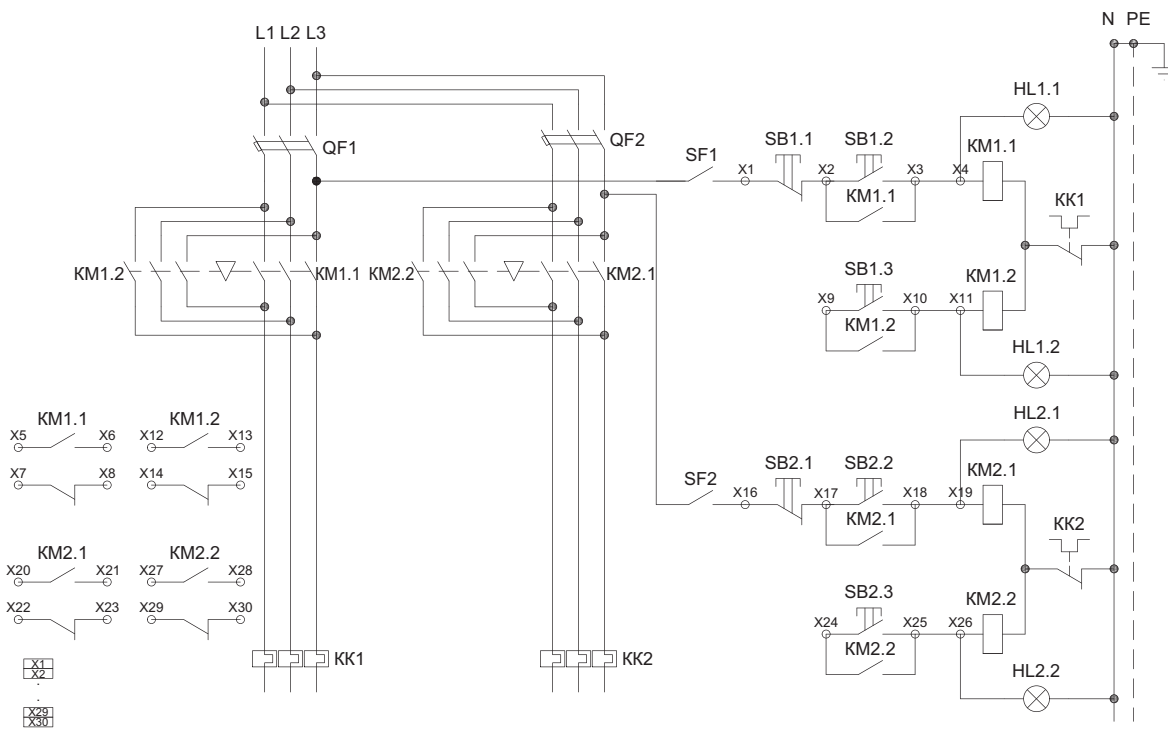 L1 L2 L3
N PE
HL1.1
QF1
QF2
SF1
X1
SB1.1
X2
SB1.2
X3
X4
KM1.1
KM1.1
KK1
KM1.2
KM1.1
KM2.2
KM2.1
SB1.3
X9
X10
X11
KM1.2
KM1.2
HL1.2
HL2.1
KM1.1
X5
X6
X7
X8
KM1.2
X12
X13
X14
X15
SF2
X16
SB2.1
X17
SB2.2
X18
X19
KM2.1
KM2.1
KK2
KM2.1
X20
X21
X22
X23
KM2.2
X27
X28
X29
X30
SB2.3
X24
X25
X26
KM2.2
KM2.2
HL2.2
KK1
KK2
X1
X2
.
.
X29
X30